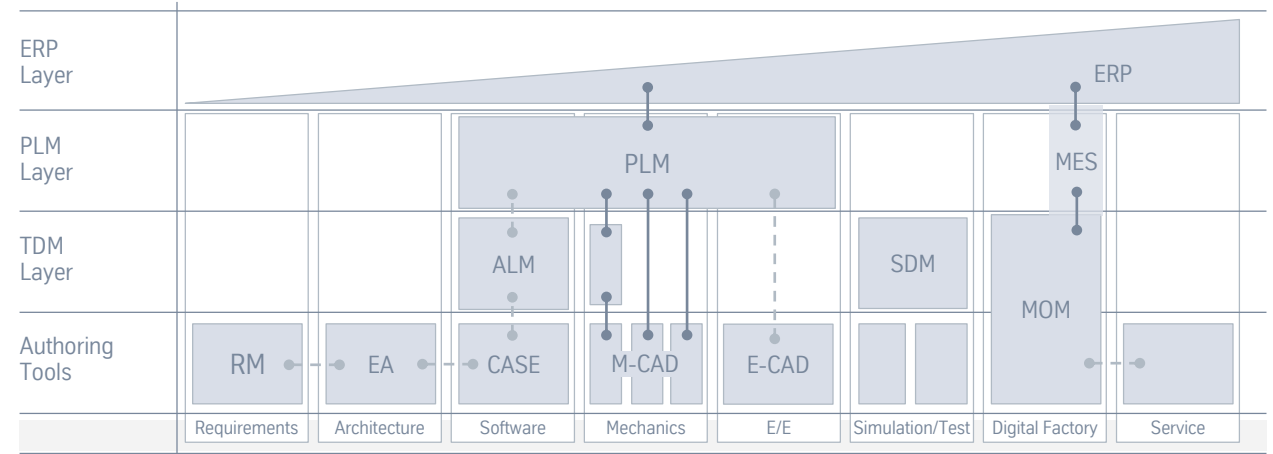 ERP
Layer
ERP
PLM
Layer
PLM
MES
TDM
Layer
ALM
SDM
MOM
Authoring
Tools
RM
EA
CASE
M-CAD
E-CAD
Requirements
Architecture
Software
Mechanics
E/E
Simulation/Test
Digital Factory
Service